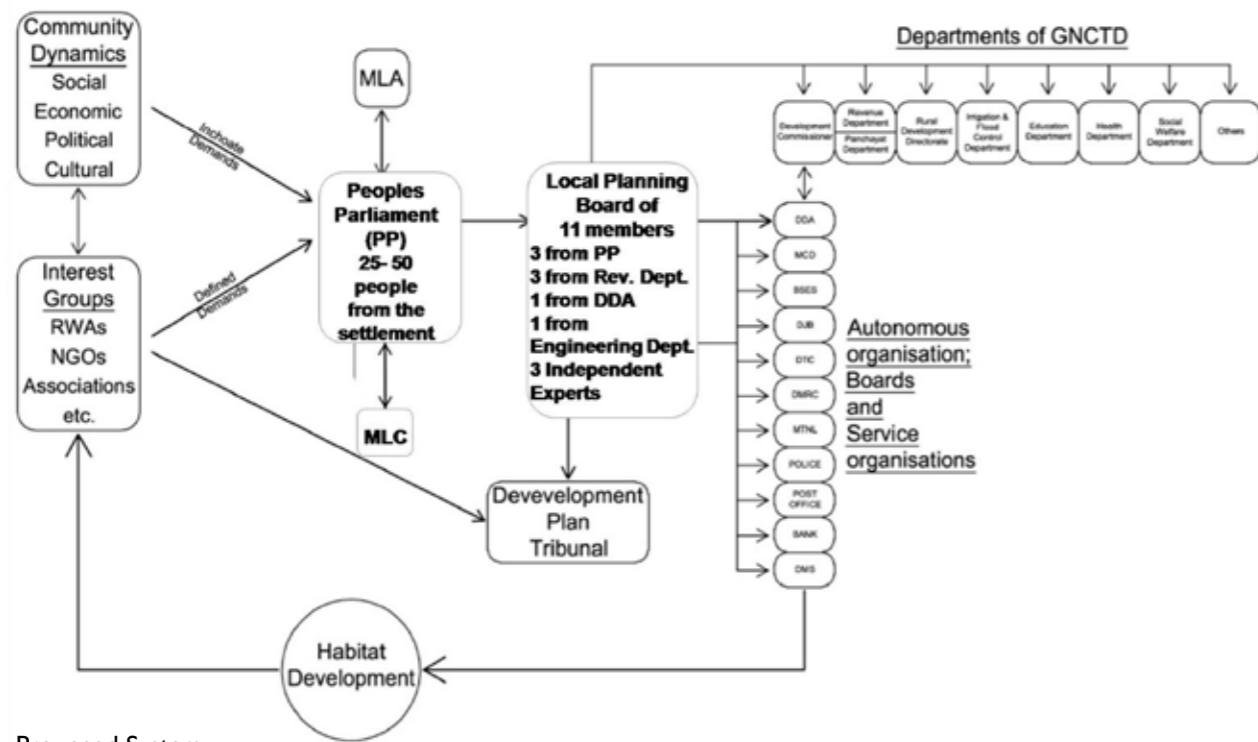 Community
Dynamics
Social
Economic
Political
Cultural
Interest
Groups
RWAs
NGOs
Associations
etc.
Inchoate
Demands
Defined
Demands
MLA
Peoples
Parliament
(PP)
25- 50
people
from the
settlement
MLC
Local Planning
Board of
11 members
3 from PP
3 from Rev. Dept.
1 from DDA
1 from
Engineering Dept.
3 Independent
Experts
Devevelopment
Plan
Tribunal
Departments of GNCTD
Development
Commissioner
Revenue
Department
Panchayat
Department
Rural
Development
Directorate
Irrigation &
Flood
Control
Department
Education
Department
Health
Department
Social
Welfare
Department
Others
DDA
MCD
BSES
DJB
DTC
DMRC
MTNL
POLICE
POST
OFFICE
BANK
DMS
Autonomous
organisation;
Boards
and
Service
organisations
Habitat
Development